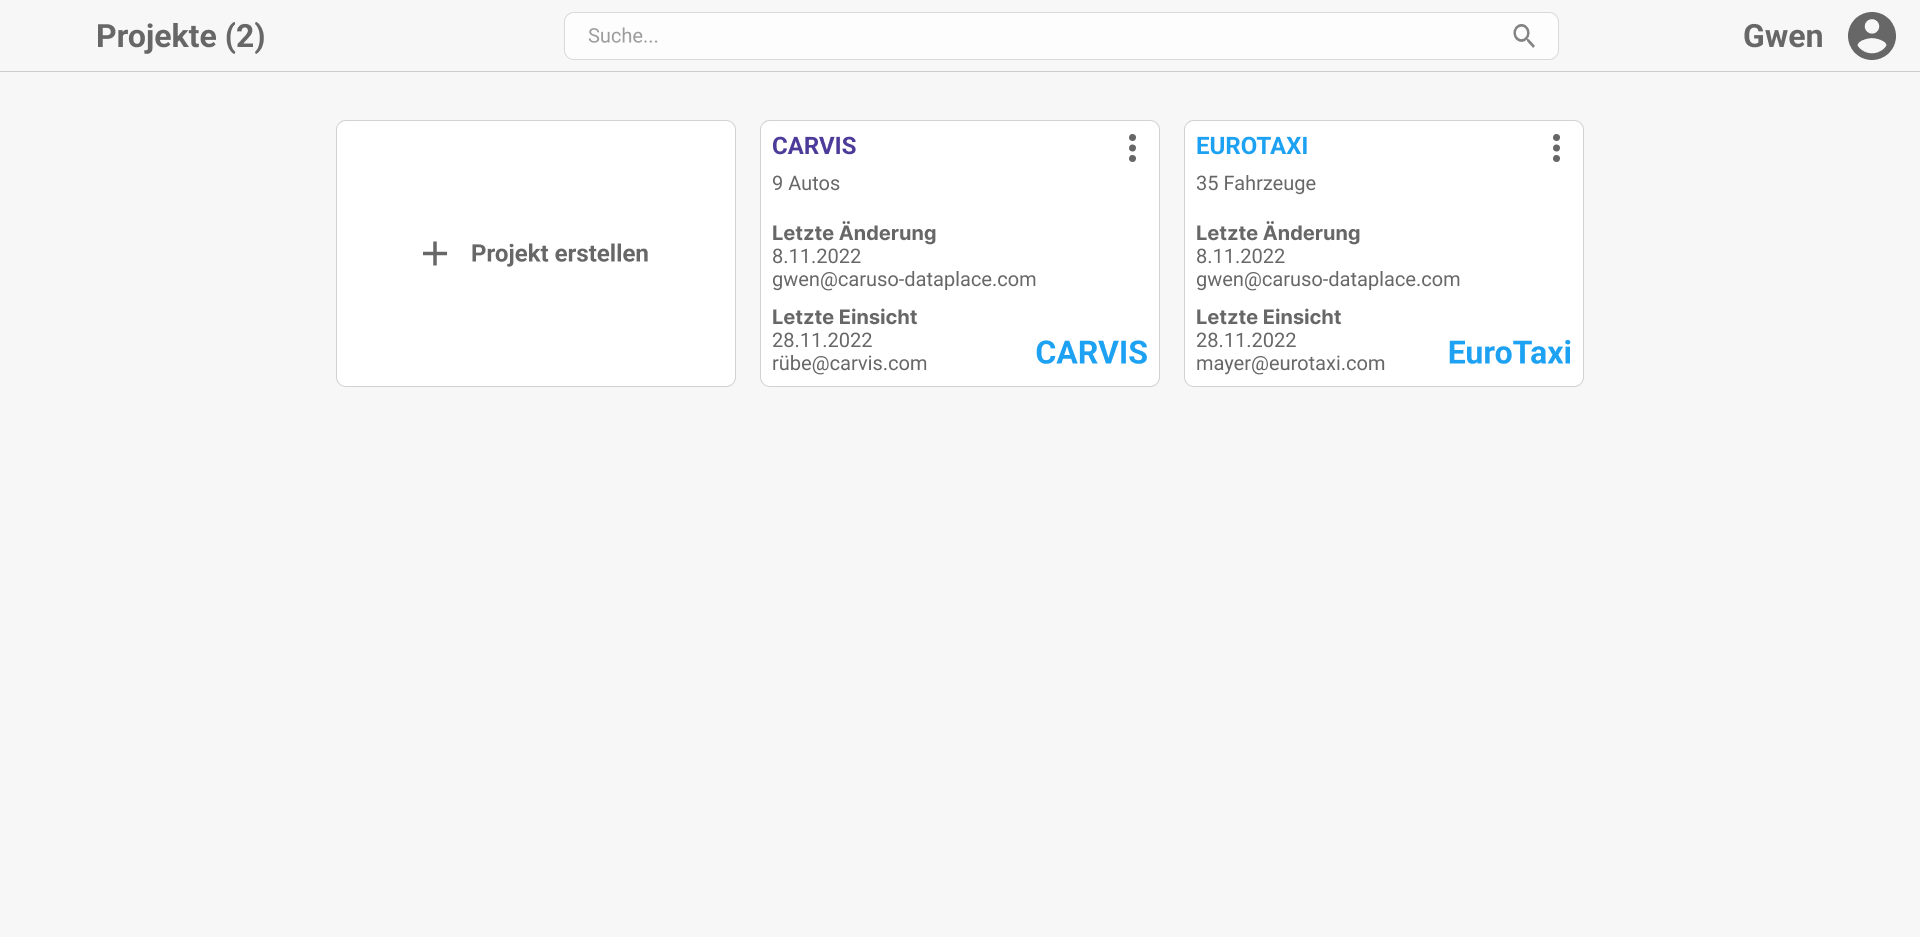 Projekte (2)
Suche...
Gwen
Projekt erstellen
CARVIS
9 Autos
Letzte Änderung
8.11.2022
gwen@caruso-dataplace.com
Letzte Einsicht
28.11.2022
rübe@carvis.com
CARVIS
EUROTAXI
35 Fahrzeuge
Letzte Änderung
8.11.2022
gwen@caruso-dataplace.com
Letzte Einsicht
28.11.2022
mayer@eurotaxi.com
EuroTaxi